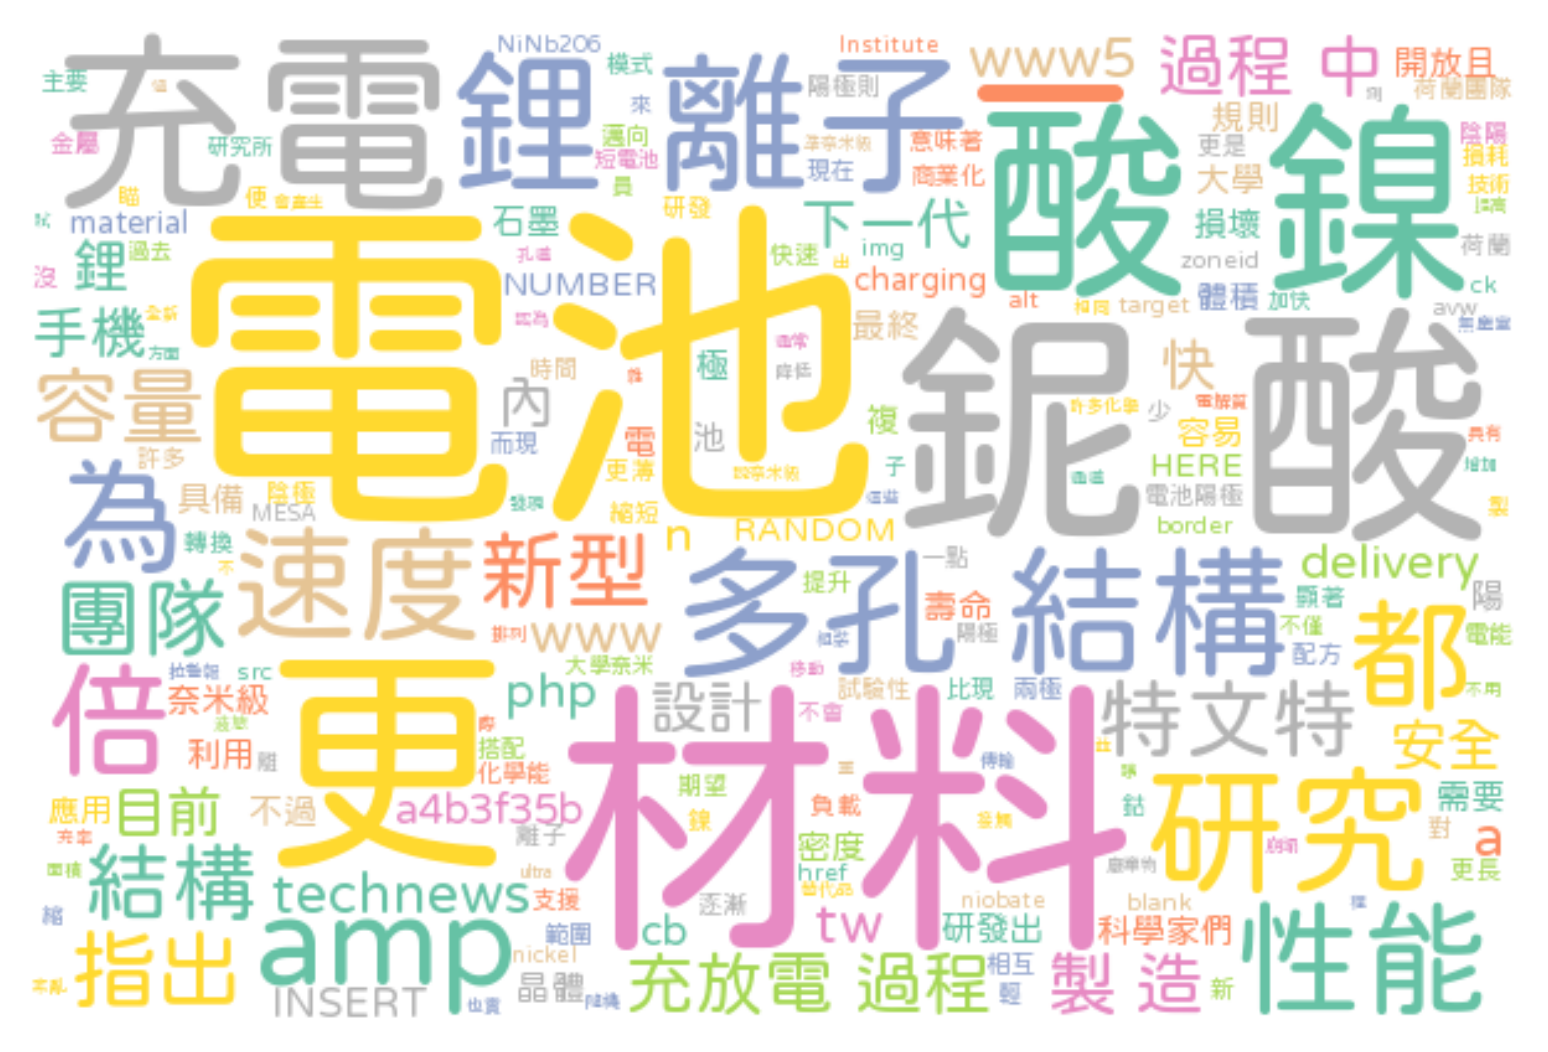 NiNb2O6
Institute
主要
充電
鋰
離子
模式
www5
過程 中
開放且
陽極則
荷蘭團隊
來
規則
金屬
研究所
邁向
意味著
酸
鎳
陰陽
更是
損耗
短電池
現在
商業化
大學
技術
員
瞄
便
研發
石墨
下一代
material
損壞
荷蘭
過去
快速
img
zoneid
沒
鋰
電池
NUMBER
charging
體積
加快
ck
alt
target
avw
手機
最終
鈮
酸
極
快
時間
降低
容量
內
少
複
容易
池
電
而現
許多
更薄
子
HERE
為
具備
陰極
電池陽極
MESA
縮短
n
RANDOM
border
轉換
速度
新型
一點
delivery
團隊
多孔
結構
提升
壽命
顯著
陽
都
www
陽極
不僅
電能
大學奈米
配方
src
倍
奈米級
更
php
設計
試驗性
比現
兩極
不用
特文特
不會
材料
安全
利用
離
搭配
化學能
期望
研究
應用
目前
不過
a4b3f35b
負載
鈷
需要
鎳
對
a
離子
密度
結構
href
更長
ultra
technews
支援
逐漸
niobate
blank
縮
amp
範圍
cb
tw
研發出
科學家們
性能
指出
nickel
充放電 過程
相互
製 造
INSERT
晶體
輕
新